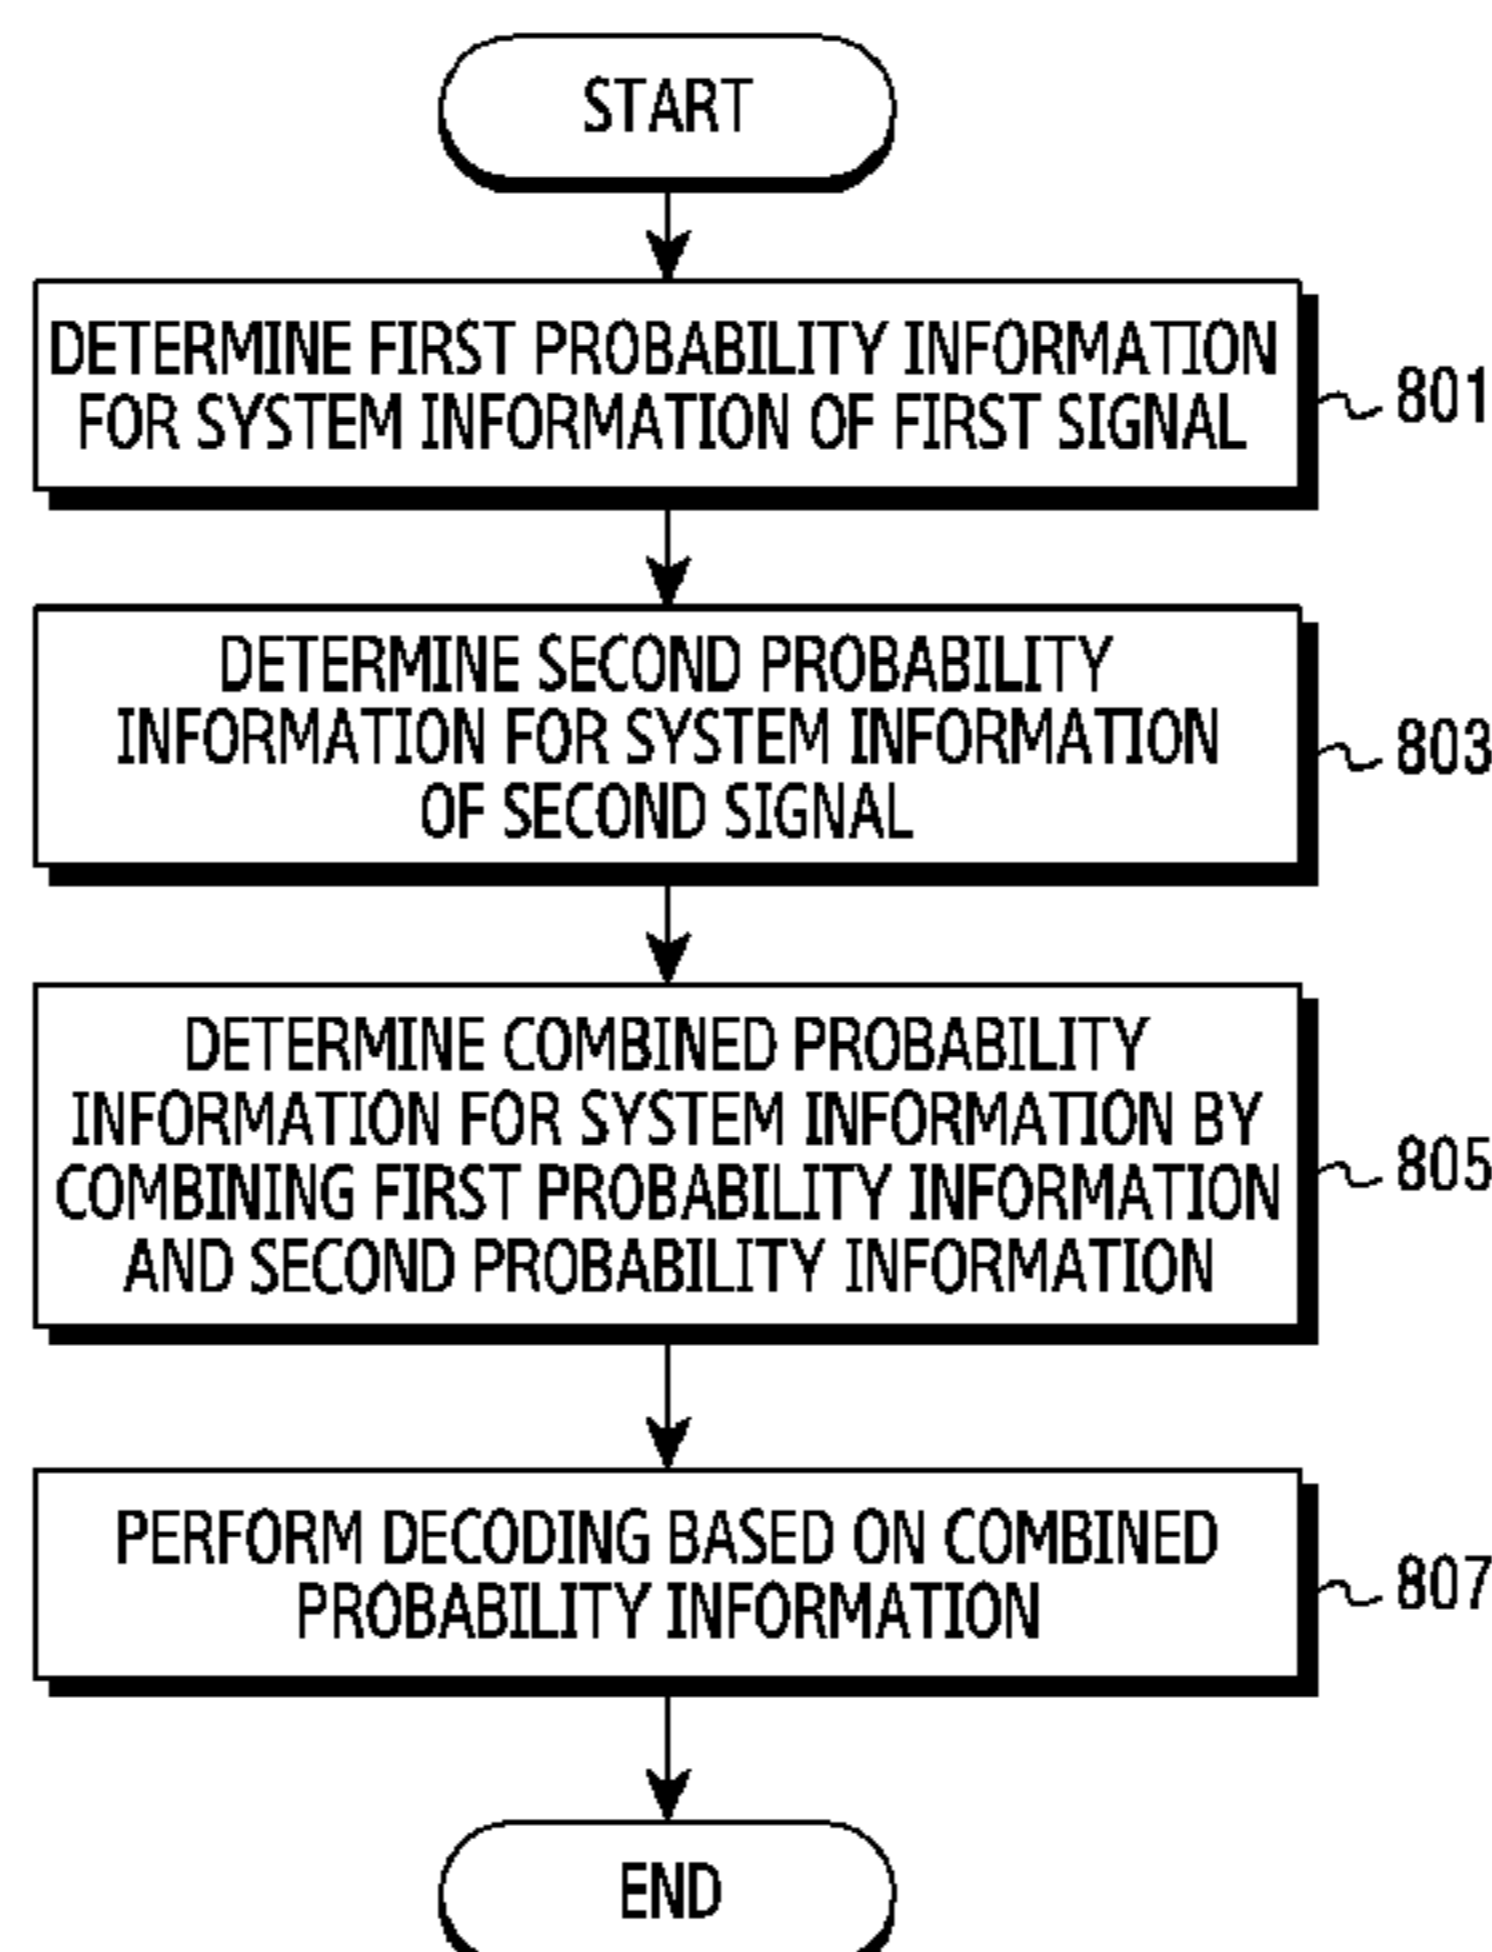 START
DETERMINE FIRST PROBABILITY INFORMATION
FOR SYSTEM INFORMATION OF FIRST SIGNAL
801
DETERMINE SECOND PROBABILITY
INFORMATION FOR SYSTEM INFORMATION
OF SECOND SIGNAL
803
DETERMINE COMBINED PROBABILITY
INFORMATION FOR SYSTEM INFORMATION BY
COMBINING FIRST PROBABILITY INFORMATION
AND SECOND PROBABILITY INFORMATION
805
PERFORM DECODING BASED ON COMBINED
PROBABILITY INFORMATION
807
END